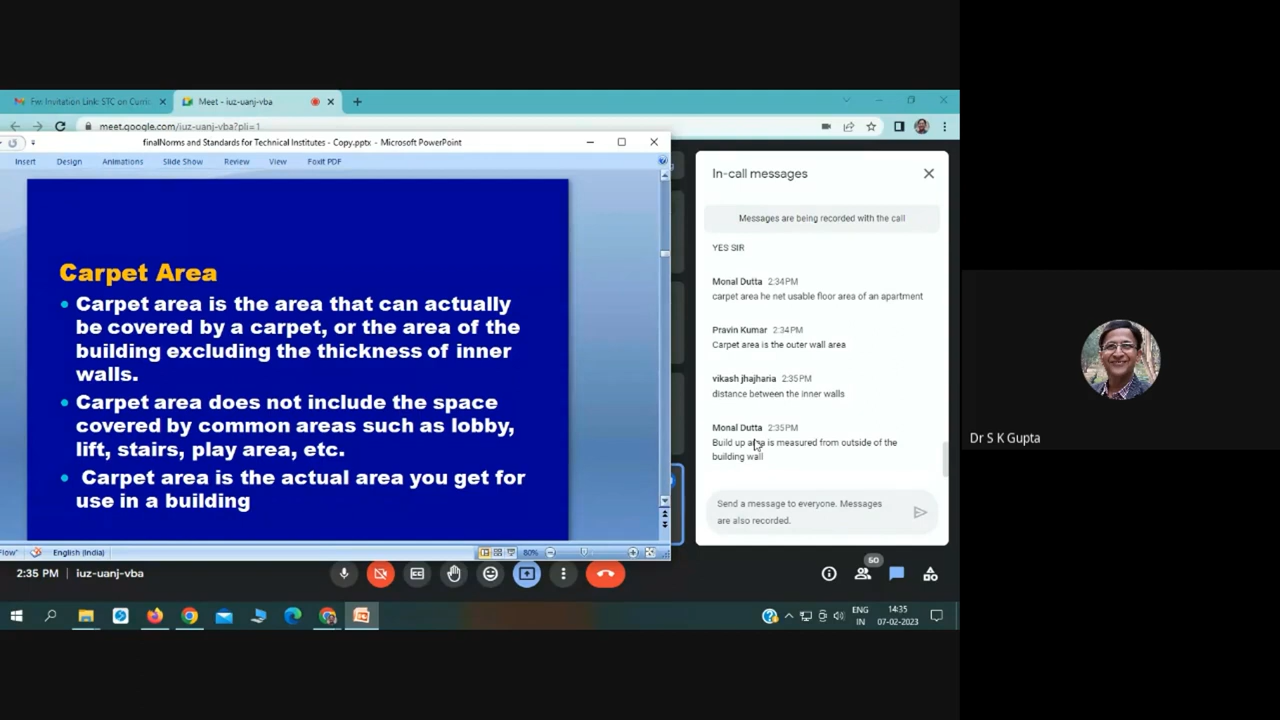 Fw: Invitation Link: STC on Curric
Meet - iuz-uanj-vba
meet.google.com/iuz-uanj-vba?pli=1
finalNorms and Standards for Technical Institutes - Copy.pptx - Microsoft PowerPoint
Insert Design Animations Slide Show Review View Foxit PDF
Carpet Area
Carpet area is the area that can actually
be covered by a carpet, or the area of the
building excluding the thickness of inner
walls.
Carpet area does not include the space
covered by common areas such as lobby,
lift, stairs, play area, etc.
Carpet area is the actual area you get for
use in a building
English (India)
80%
In-call messages
Messages are being recorded with the call
YES SIR
Monal Dutta 2:34 PM
carpet area he net usable floor area of an apartment
Pravin Kumar 2:34 PM
Carpet area is the outer wall area
vikash jhajharia 2:35 PM
distance between the inner walls
Monal Dutta 2:35 PM
Build up area is measured from outside of the
building wall
Send a message to everyone. Messages
are also recorded.
2:35 PM | iuz-uanj-vba
50
ENG
IN
14:35
07-02-2023
Dr S K Gupta